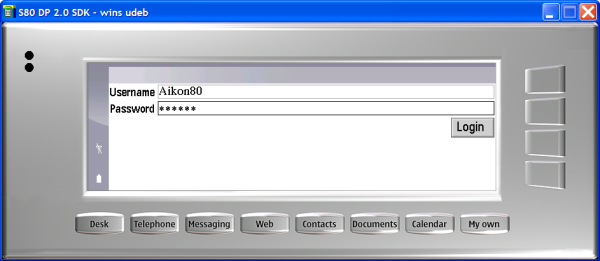 S80 DP 2.0 SDK - wins udeb
Username Aikon80
Password ******
Login
Desk Telephone Messaging Web Contacts Documents Calendar My own